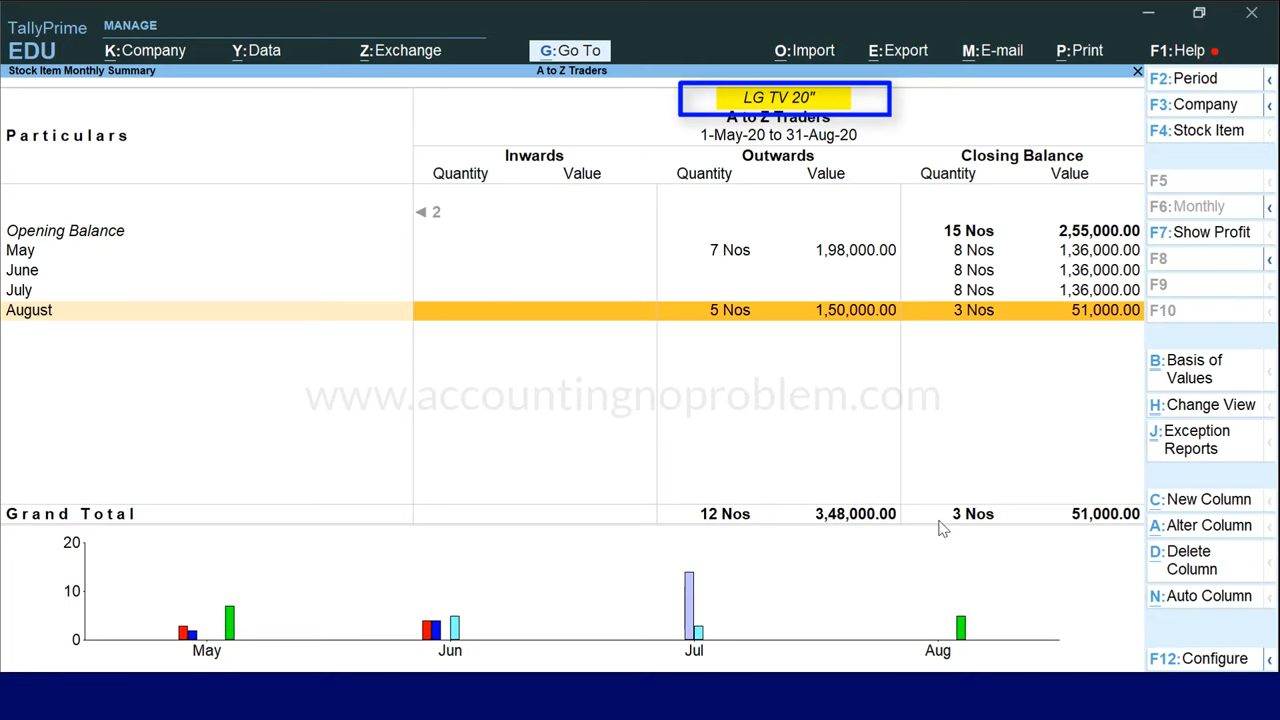 TallyPrime MANAGE
EDU K:Company Y:Data Z:Exchange G:Go To O:Import E:Export M:E-mail P:Print F1:Help
Stock Item Monthly Summary A to Z Traders
LG TV 20"
A to Z Traders
Particulars 1-May-20 to 31-Aug-20
Inwards Outwards Closing Balance
Quantity Value Quantity Value Quantity Value
2
Opening Balance 15 Nos 2,55,000.00
May 7 Nos 1,98,000.00 8 Nos 1,36,000.00
June 8 Nos 1,36,000.00
July 8 Nos 1,36,000.00
August 5 Nos 1,50,000.00 3 Nos 51,000.00
www.accountingnoproblem.com
Grand Total 12 Nos 3,48,000.00 3 Nos 51,000.00
20
10
0
May Jun Jul Aug
F2:Period
F3:Company
F4:Stock Item
F5
F6:Monthly
F7:Show Profit
F8
F9
F10
B:Basis of
Values
H:Change View
J:Exception
Reports
C:New Column
A:Alter Column
D:Delete
Column
N:Auto Column
F12:Configure